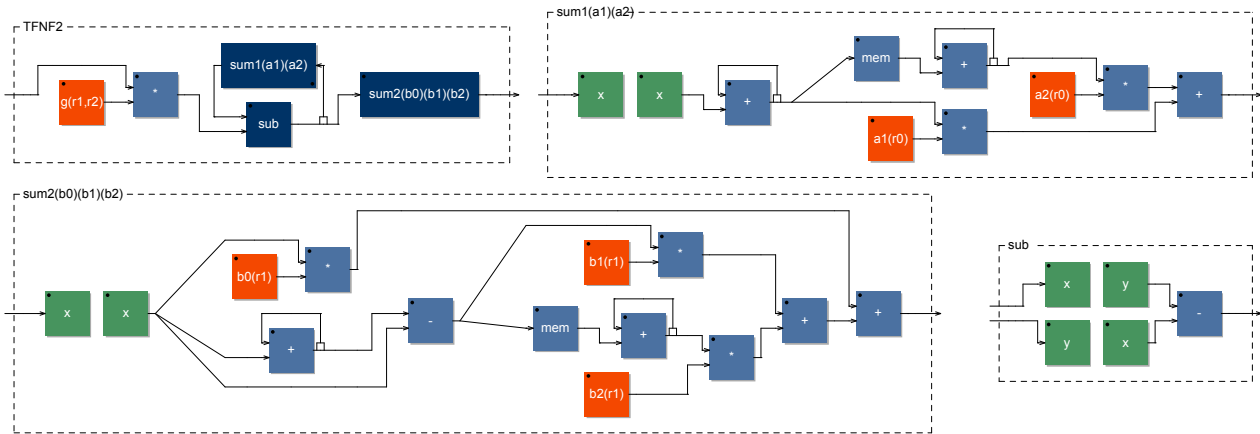 TFNF2
sum1(a1)(a2)
g(r1,r2)
*
sub
sum2(b0)(b1)(b2)
sum1(a1)(a2)
x
x
+
mem
+
a1(r0)
*
a2(r0)
*
+
sum2(b0)(b1)(b2)
x
x
b0(r1)
*
+
-
b1(r1)
*
mem
+
b2(r1)
*
+
+
sub
x
y
y
x
-